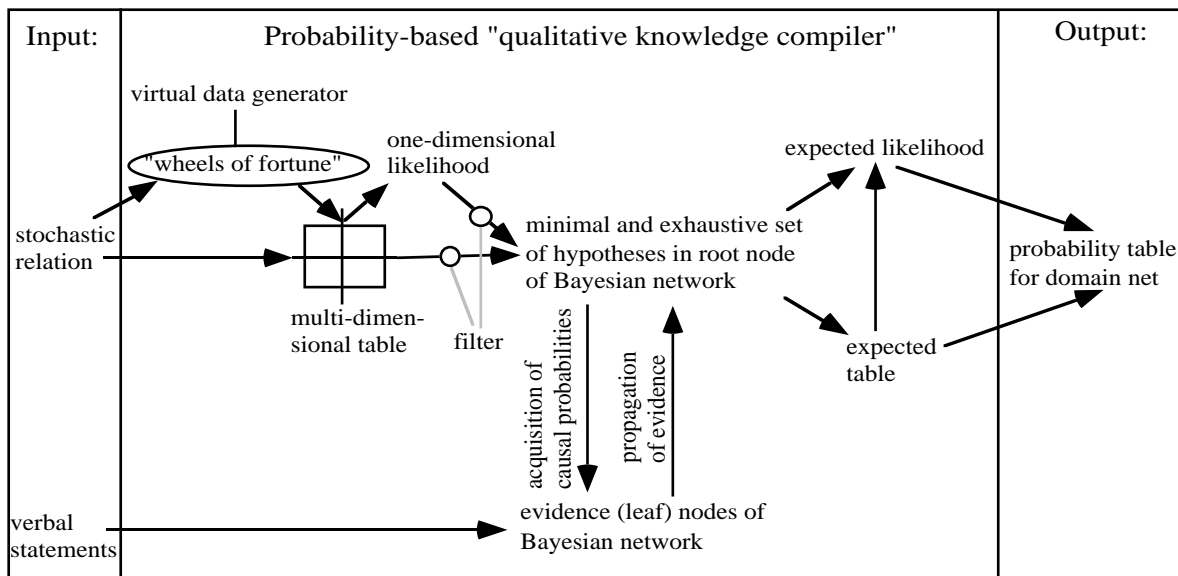 Input:
Probability-based "qualitative knowledge compiler"
Output:
virtual data generator
"wheels of fortune"
one-dimensional
likelihood
expected likelihood
stochastic
relation
minimal and exhaustive set
of hypotheses in root node
of Bayesian network
probability table
for domain net
multi-dimen-
sional table
filter
expected
table
acquisition of
causal probabilities
propagation
of evidence
verbal
statements
evidence (leaf) nodes of
Bayesian network